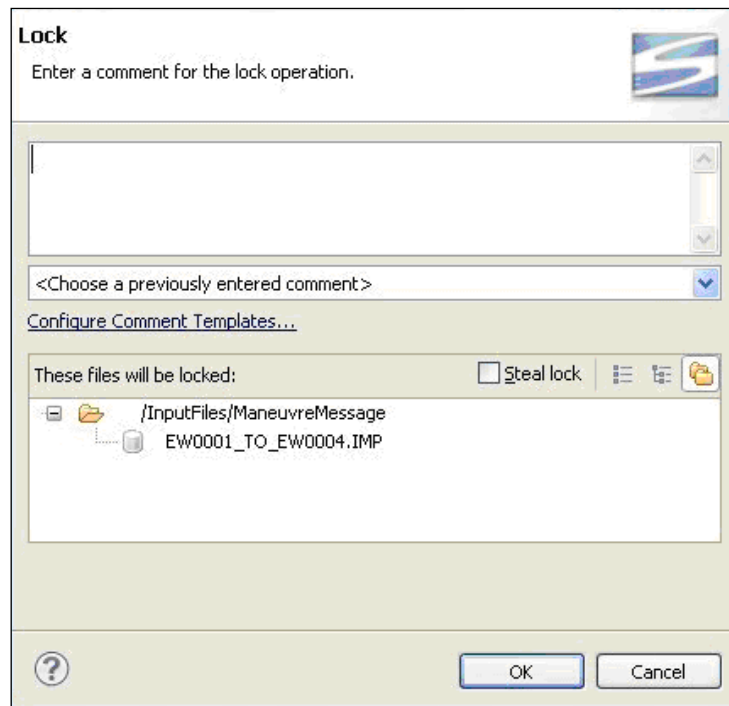 Lock
Enter a comment for the lock operation.
<Choose a previously entered comment>
Configure Comment Templates...
These files will be locked:
Steal lock
/InputFiles/ManeuvreMessage
EW0001_TO_EW0004.IMP
OK
Cancel